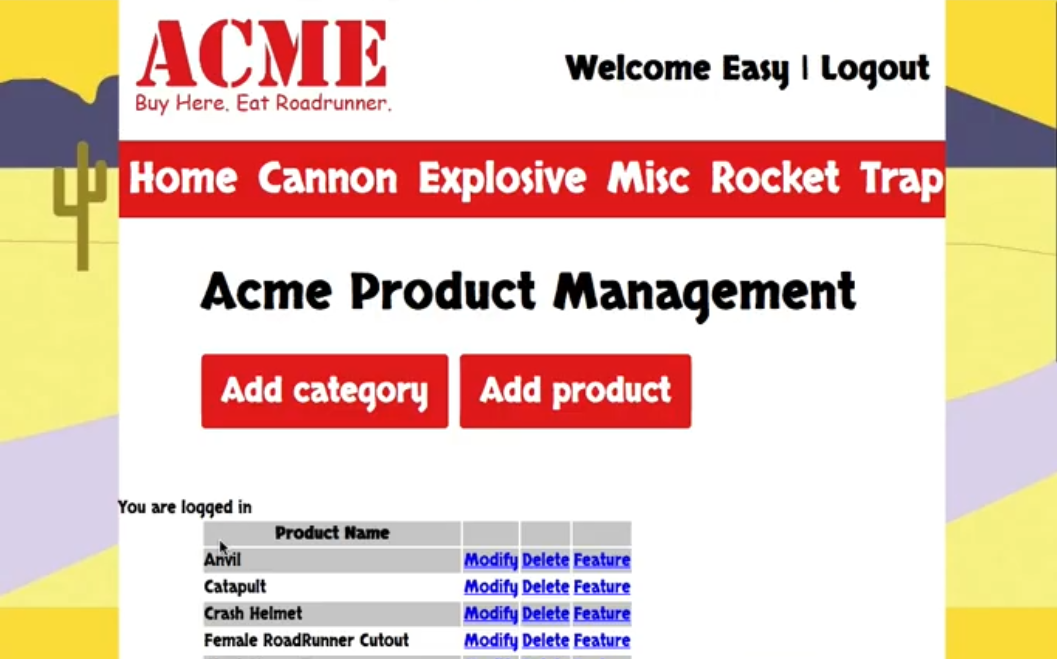 ACME
Buy Here. Eat Roadrunner.
Welcome Easy | Logout
Home Cannon Explosive Misc Rocket Trap
Acme Product Management
Add category Add product
You are logged in
Product Name
Anvil Modify Delete Feature
Catapult Modify Delete Feature
Crash Helmet Modify Delete Feature
Female RoadRunner Cutout Modify Delete Feature